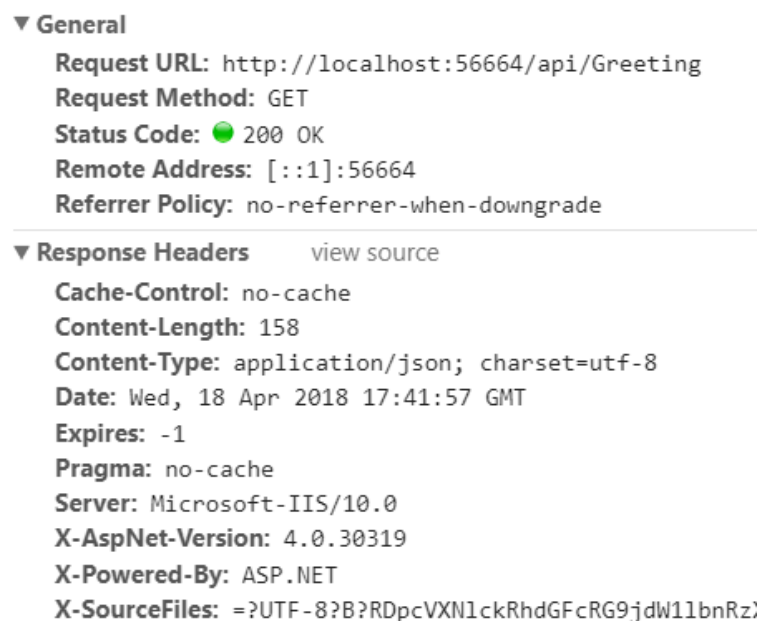 General
Request URL: http://localhost:56664/api/Greeting
Request Method: GET
Status Code: 200 OK
Remote Address: [::1]:56664
Referrer Policy: no-referrer-when-downgrade
Response Headers view source
Cache-Control: no-cache
Content-Length: 158
Content-Type: application/json; charset=utf-8
Date: Wed, 18 Apr 2018 17:41:57 GMT
Expires: -1
Pragma: no-cache
Server: Microsoft-IIS/10.0
X-AspNet-Version: 4.0.30319
X-Powered-By: ASP.NET
X-SourceFiles: